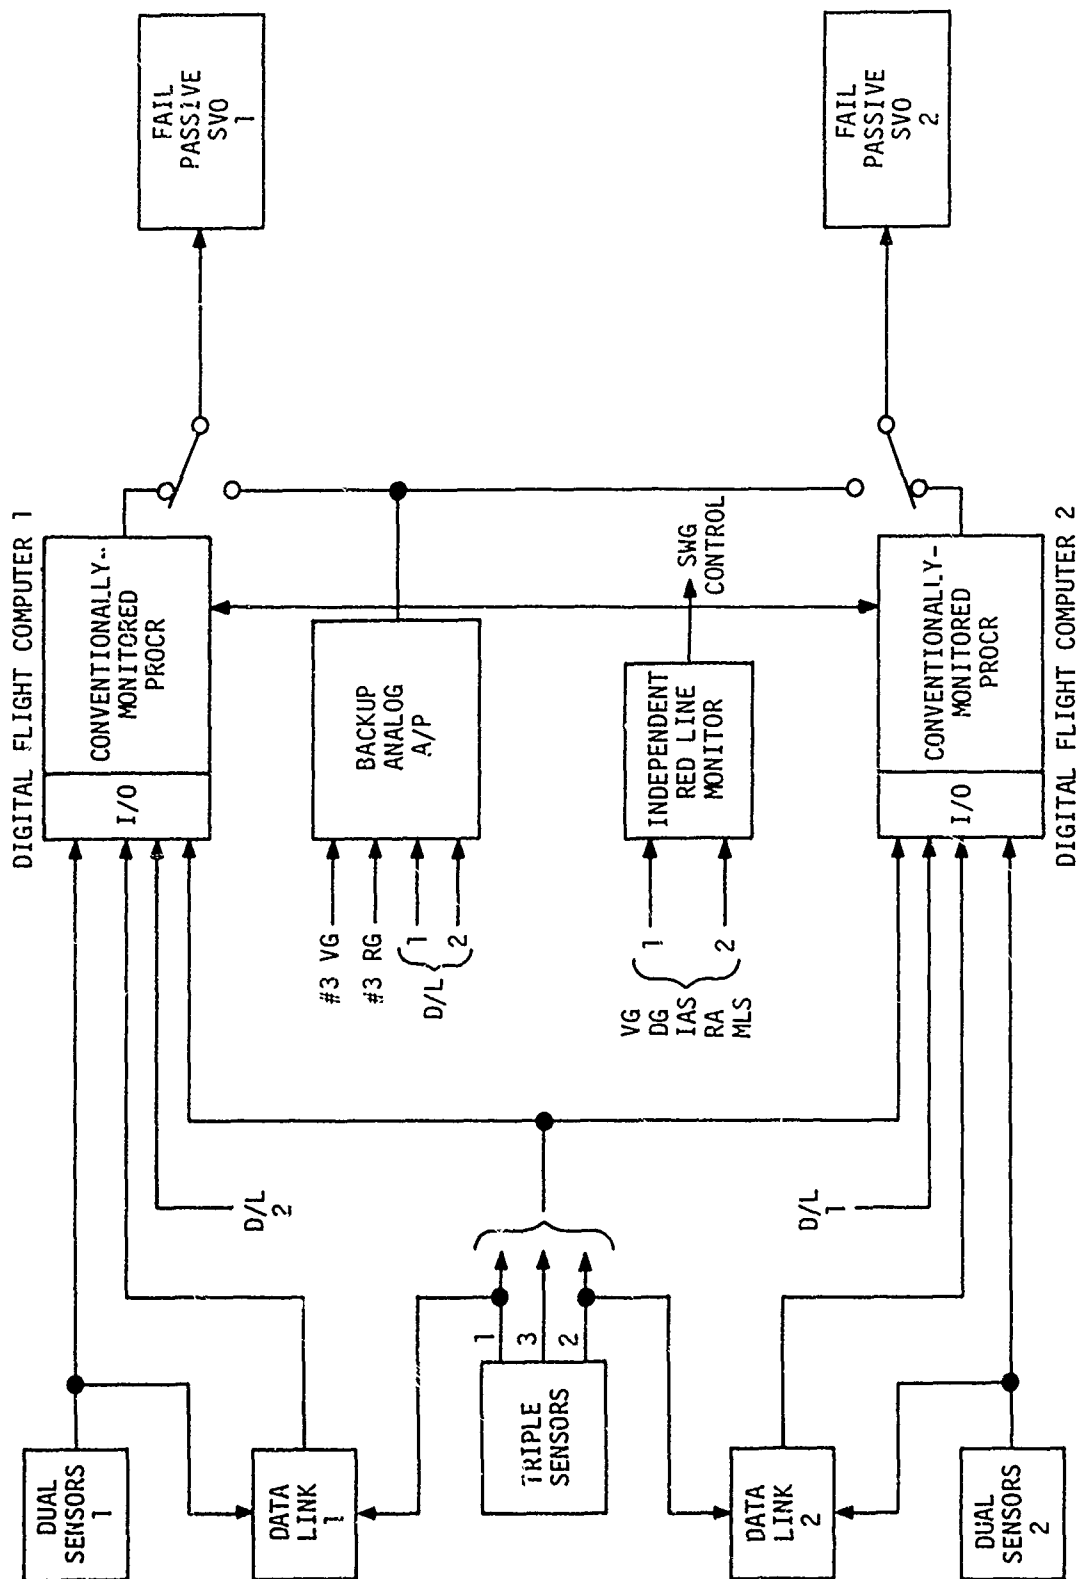 DIGITAL FLIGHT COMPUTER 1
DUAL
SENSORS
1
DATA
LINK
1
D/L
2
I/O
CONVENTIONALLY-
MONITORED
PROCR
FAIL
PASSIVE
SVO
1
#3 VG
#3 RG
D/L
1
2
BACKUP
ANALOG
A/P
TRIPLE
SENSORS
1
3
2
VG
DG
IAS
RA
MLS
1
2
INDEPENDENT
RED LINE
MONITOR
SWG
CONTROL
DATA
LINK
2
D/L
1
DUAL
SENSORS
2
I/O
CONVENTIONALLY-
MONITORED
PROCR
FAIL
PASSIVE
SVO
2
DIGITAL FLIGHT COMPUTER 2